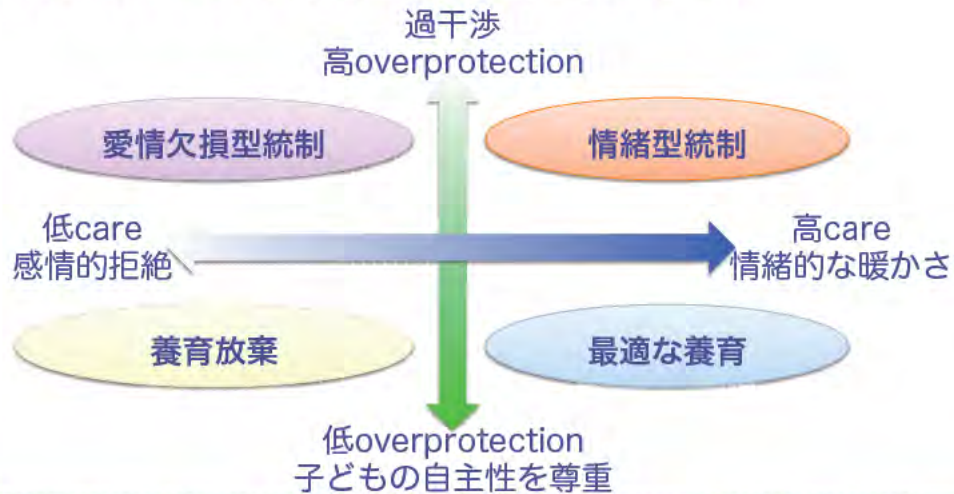 過干渉
高overprotection
愛情欠損型統制
情緒型統制
低care
感情的拒絶
高care
情緒的な暖かさ
養育放棄
最適な養育
低overprotection
子どもの自主性を尊重